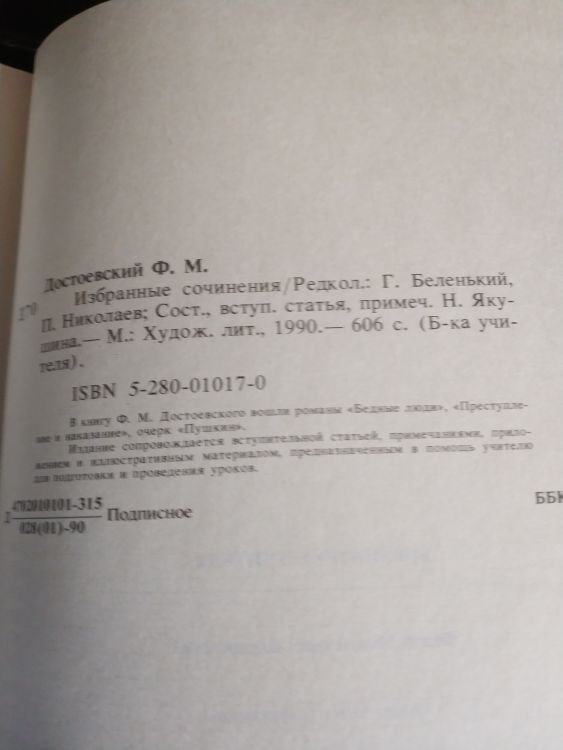 Достоевский Ф. М.
Избранные сочинения/Редкол.: Г. Беленький,
П. Николаев; Сост., вступ. статья, примеч. Н. Яку-
шина.— М.: Худож. лит., 1990.— 606 с. (Б-ка учи-
теля).
ISBN 5-280-01017-0
В книгу Ф. М. Достоевского вошли романы «Бедные люди», «Преступле-
ние и наказание», очерк «Пушкин».
Издание сопровождается вступительной статьей, примечаниями, прило-
жением и иллюстративным материалом, предназначенным в помощь учителю
для подготовки и проведения уроков.
4702010101-315
028(01)-90
Подписное
ББК